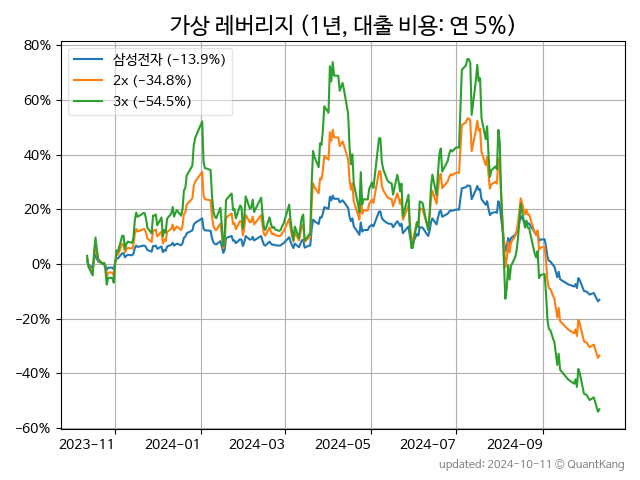 가상 레버리지 (1년, 대출 비용: 연 5%)
삼성전자 (−13.9%)
2x (−34.8%)
3x (−54.5%)
80%
60%
40%
20%
0%
−20%
−40%
−60%
2023-11
2024-01
2024-03
2024-05
2024-07
2024-09
updated: 2024-10-11 © QuantKang